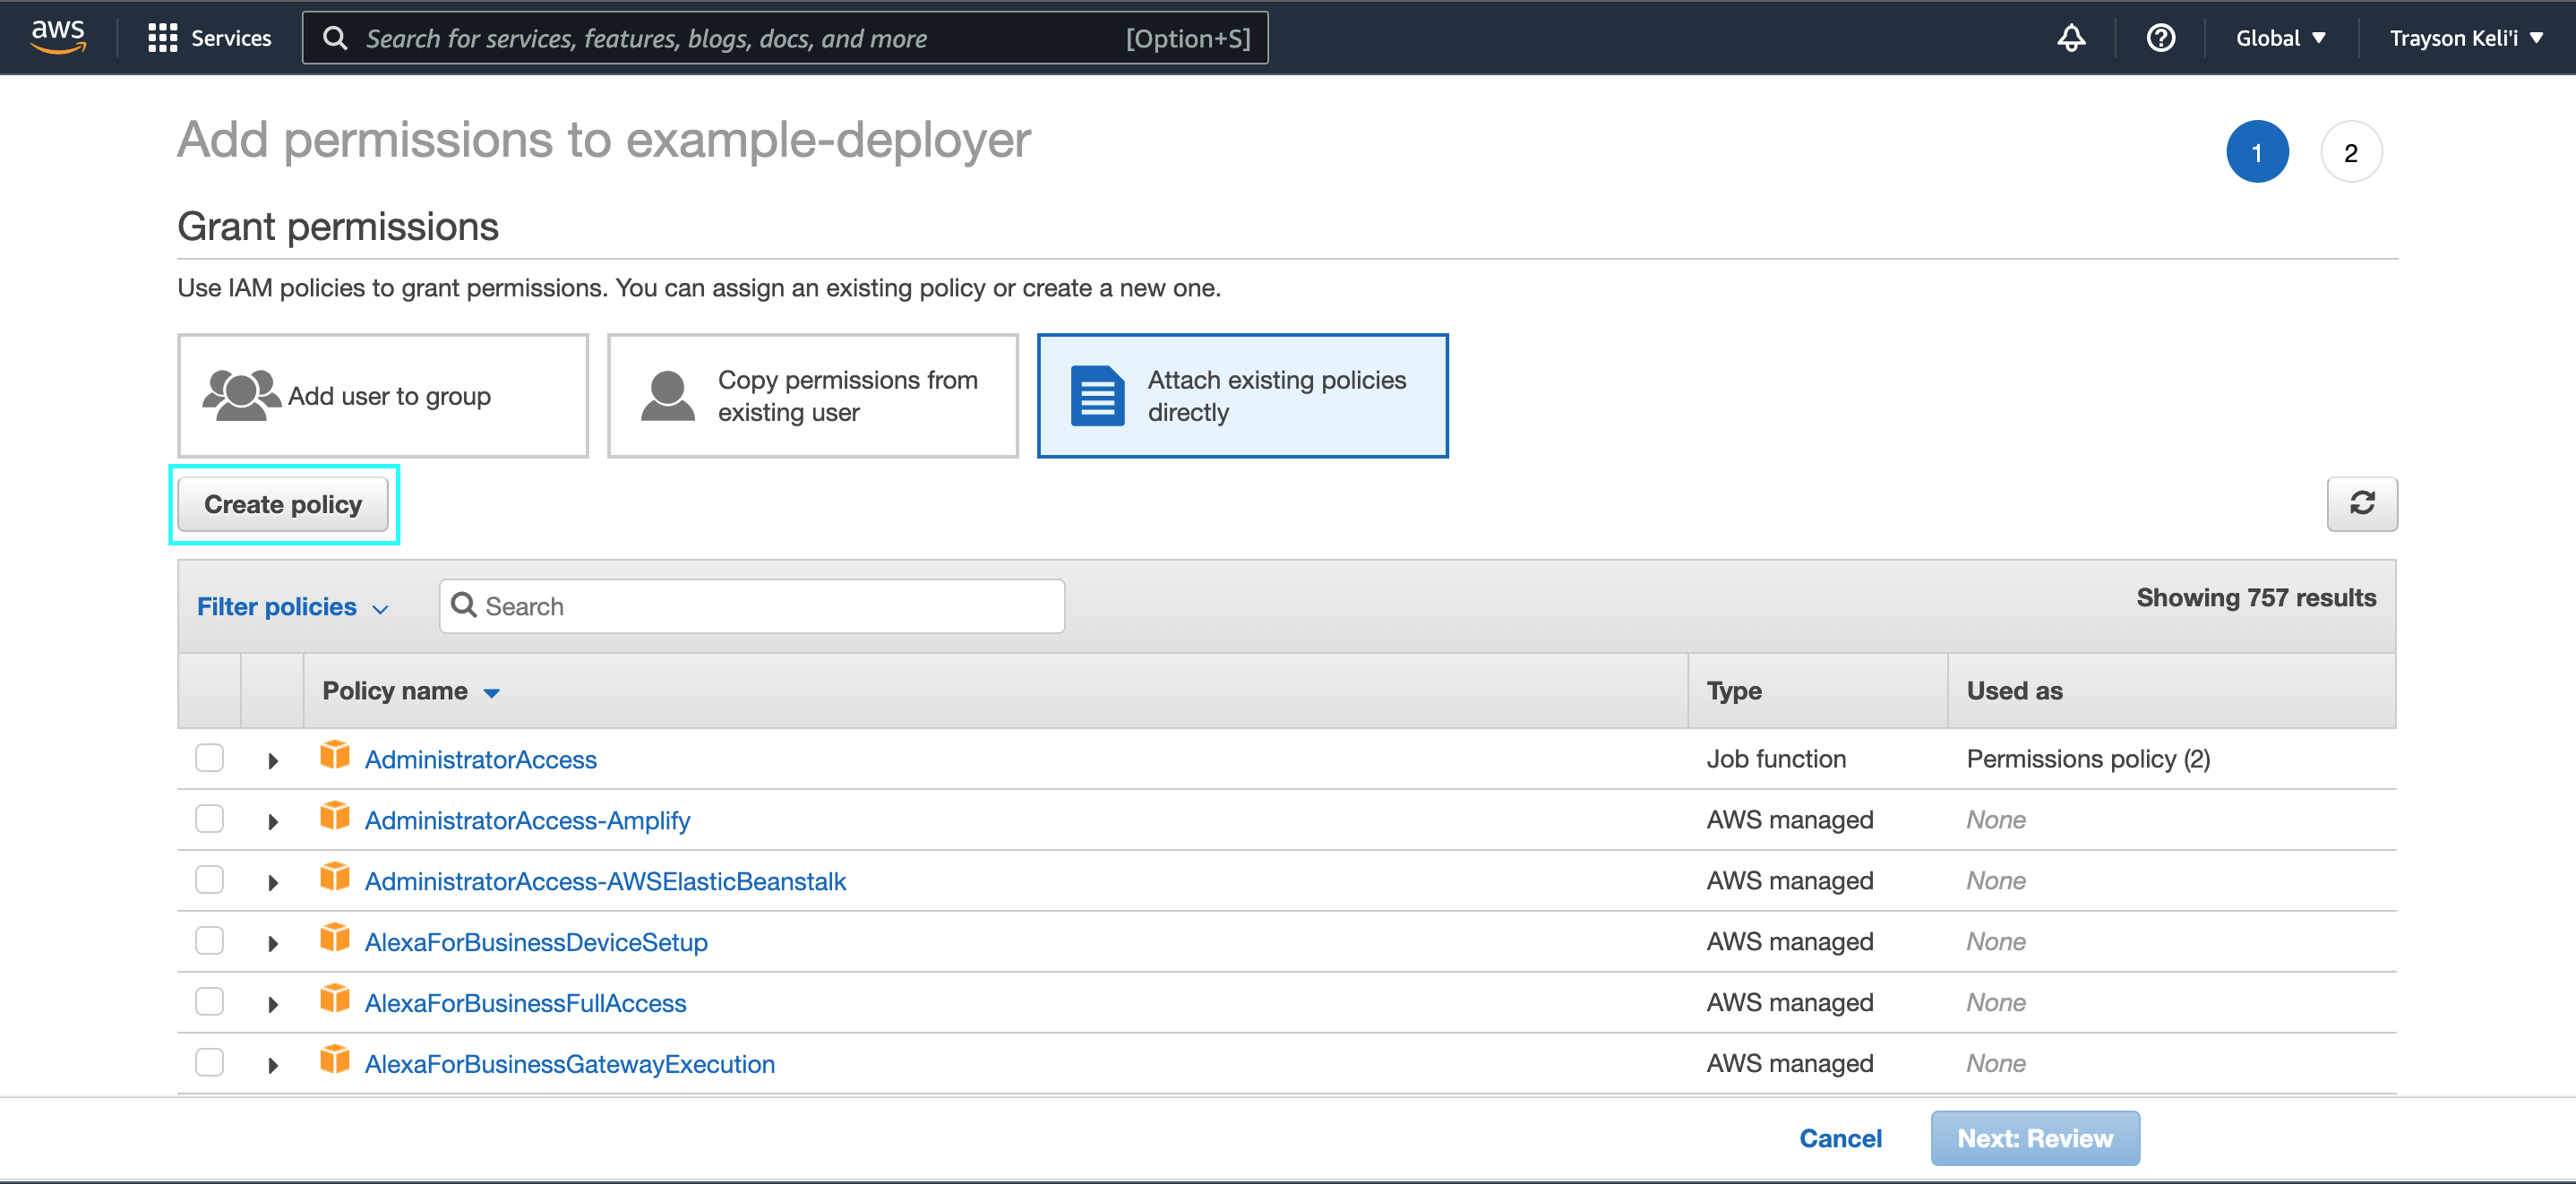 aws
Services
Search for services, features, blogs, docs, and more
[Option+S]
Global
Trayson Keli'i
Add permissions to example-deployer
1
2
Grant permissions
Use IAM policies to grant permissions. You can assign an existing policy or create a new one.
Add user to group
Copy permissions from
existing user
Attach existing policies
directly
Create policy
Filter policies
Search
Showing 757 results
Policy name
Type
Used as
AdministratorAccess
Job function
Permissions policy (2)
AdministratorAccess-Amplify
AWS managed
None
AdministratorAccess-AWSElasticBeanstalk
AWS managed
None
AlexaForBusinessDeviceSetup
AWS managed
None
AlexaForBusinessFullAccess
AWS managed
None
AlexaForBusinessGatewayExecution
AWS managed
None
Cancel
Next: Review